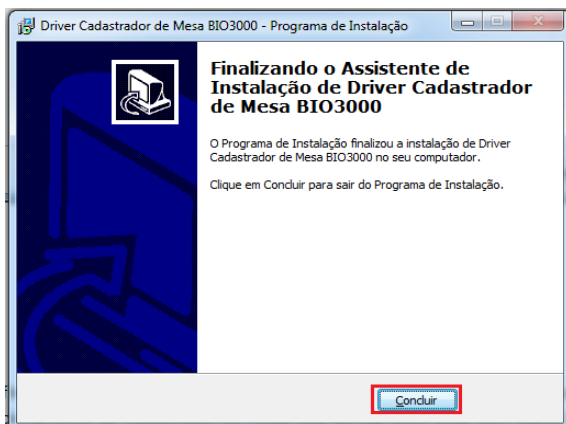 Driver Cadastrador de Mesa BIO3000 - Programa de Instalação
Finalizando o Assistente de
Instalação de Driver Cadastrador
de Mesa BIO3000
O Programa de Instalação finalizou a instalação de Driver
Cadastrador de Mesa BIO3000 no seu computador.
Clique em Concluir para sair do Programa de Instalação.
Concluir